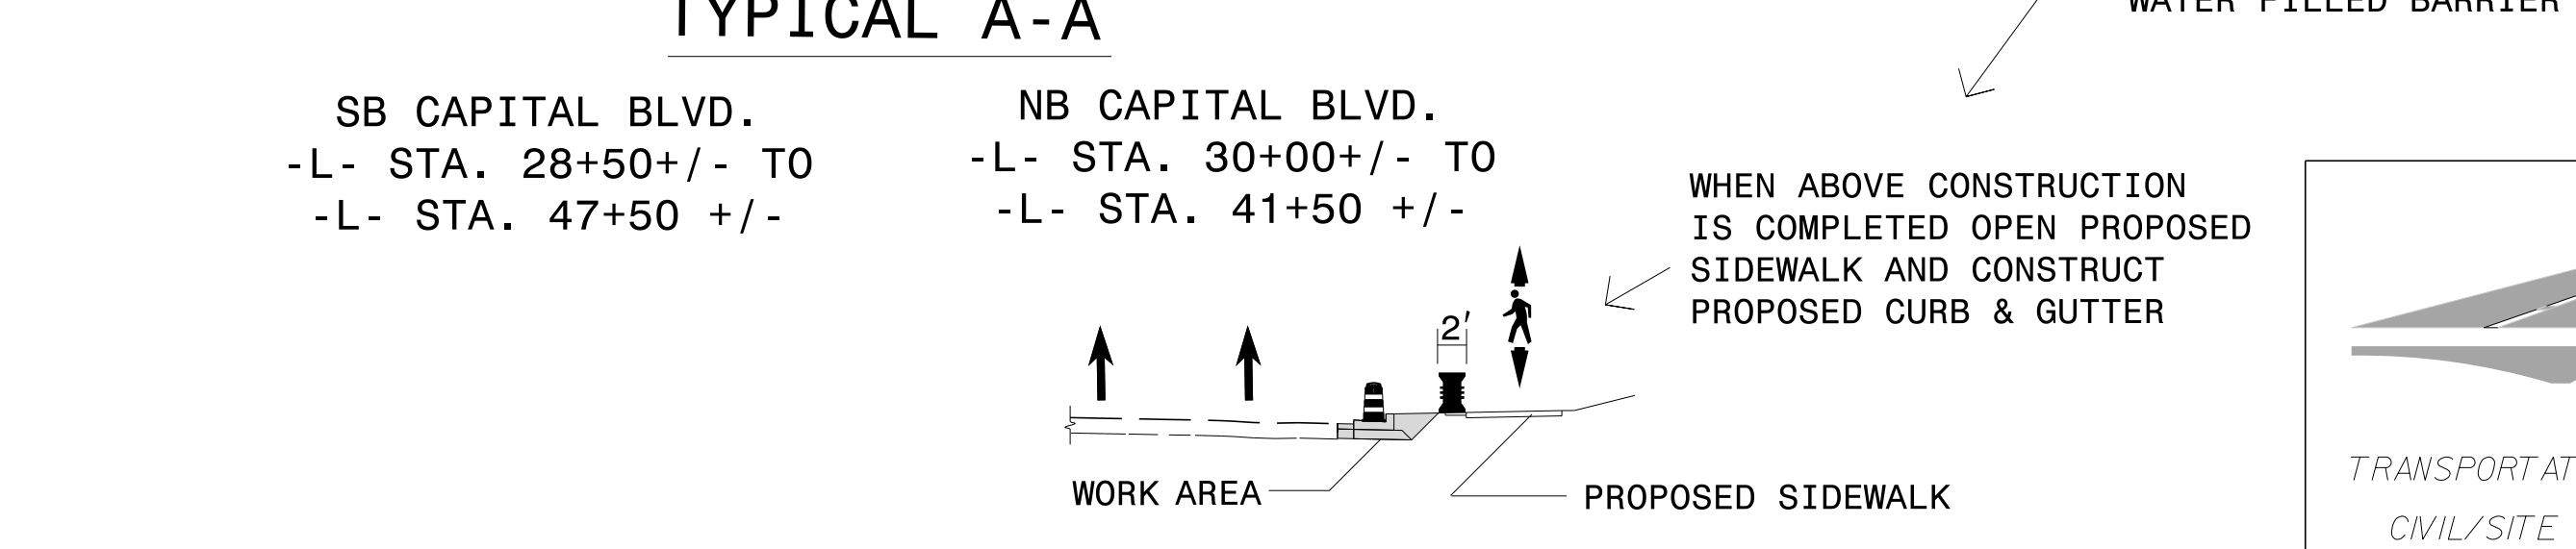 TYPICAL A-A
WATER FILLED BARRIER
SB CAPITAL BLVD.
-L- STA. 28+50+/- TO
-L- STA. 47+50 +/-
NB CAPITAL BLVD.
-L- STA. 30+00+/- TO
-L- STA. 41+50 +/-
WHEN ABOVE CONSTRUCTION
IS COMPLETED OPEN PROPOSED
SIDEWALK AND CONSTRUCT
PROPOSED CURB & GUTTER
2'
WORK AREA
PROPOSED SIDEWALK
TRANSPORTAT
CIVIL/SITE